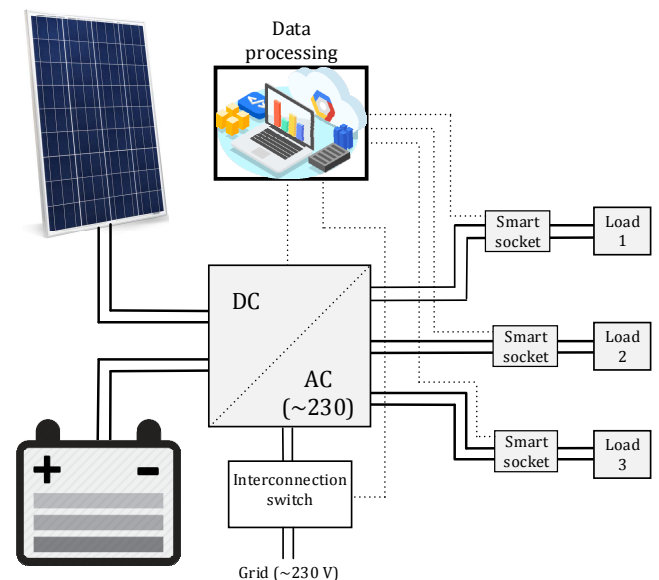 Data
processing
Smart
socket
Load
1
DC
AC
(~230)
Smart
socket
Load
2
Smart
socket
Load
3
+ -
Interconnection
switch
Grid (~230 V)